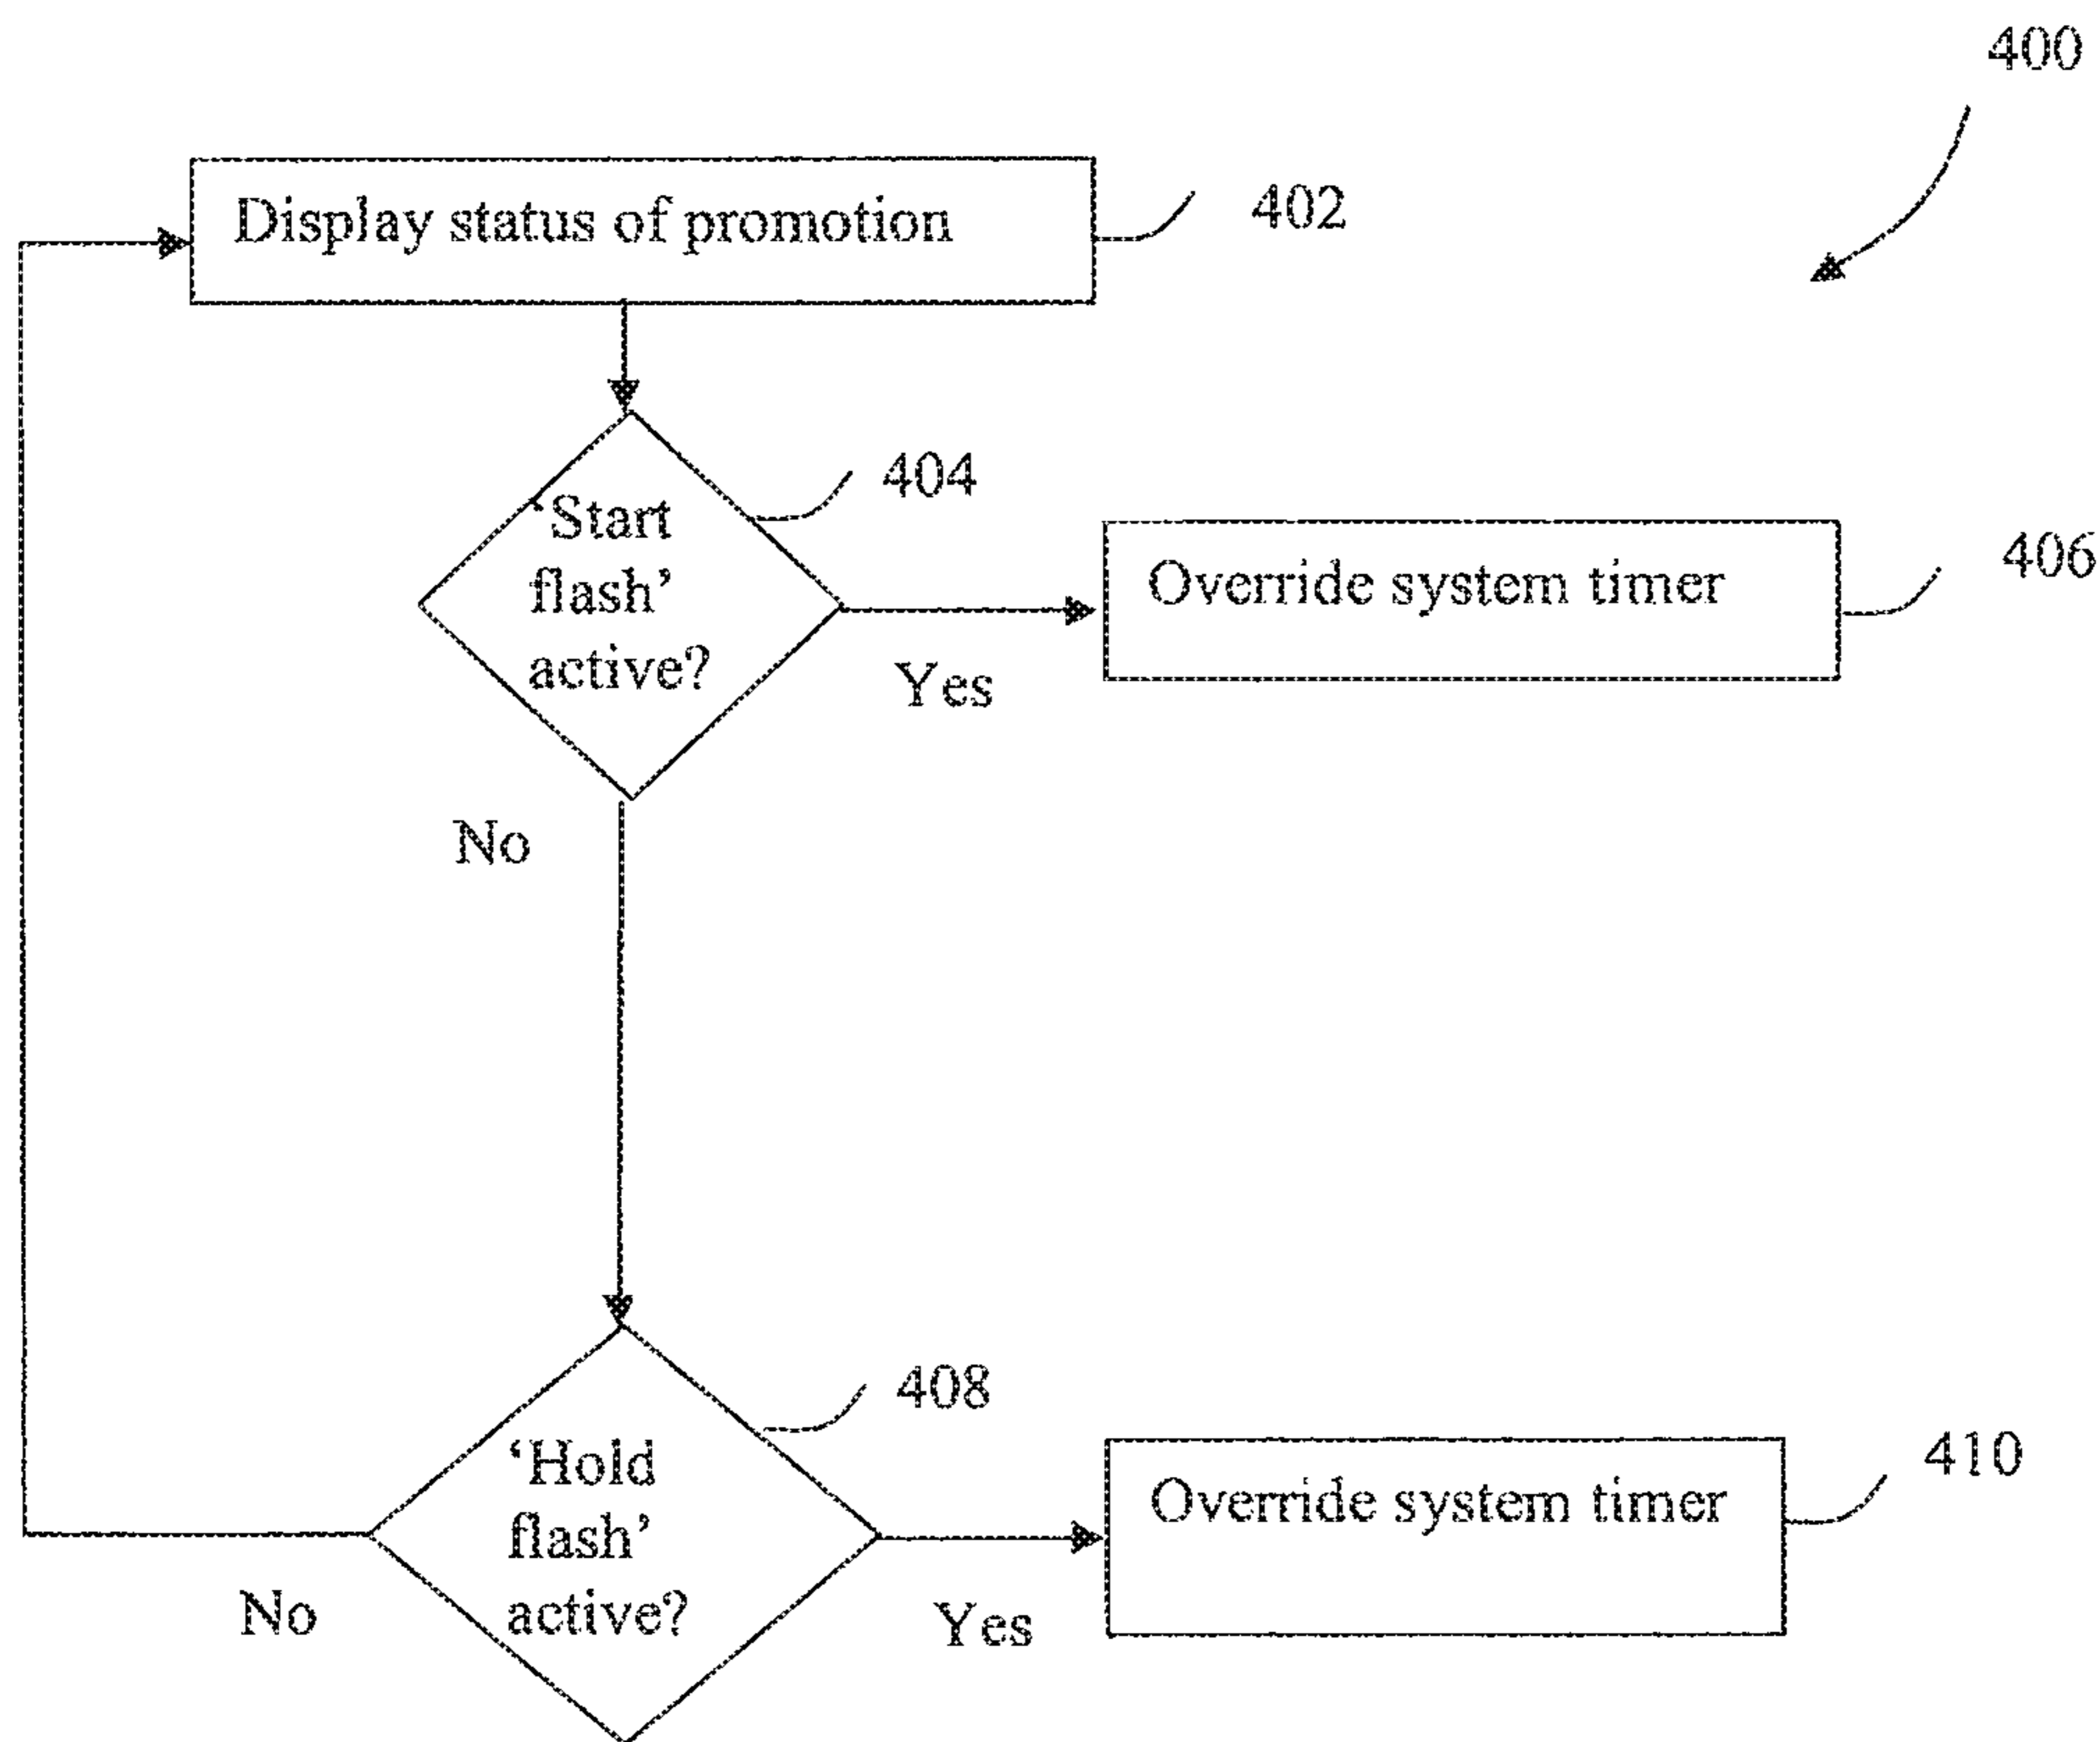 400
Display status of promotion
402
404
‘Start
flash’
active?
Override system timer
406
Yes
No
408
‘Hold
flash’
active?
Override system timer
410
No
Yes